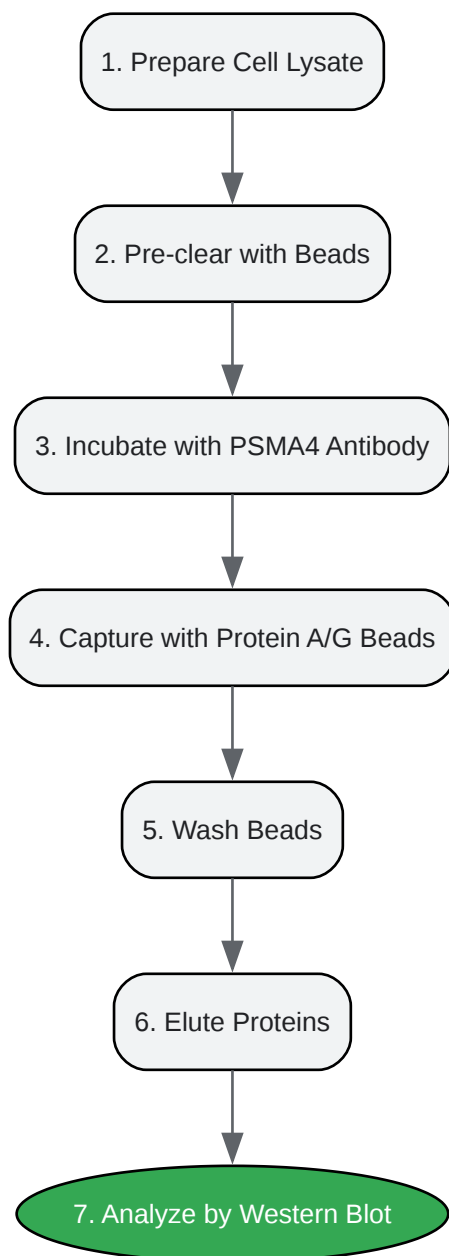 1. Prepare Cell Lysate
2. Pre-clear with Beads
3. Incubate with PSMA4 Antibody
4. Capture with Protein A/G Beads
5. Wash Beads
6. Elute Proteins
7. Analyze by Western Blot